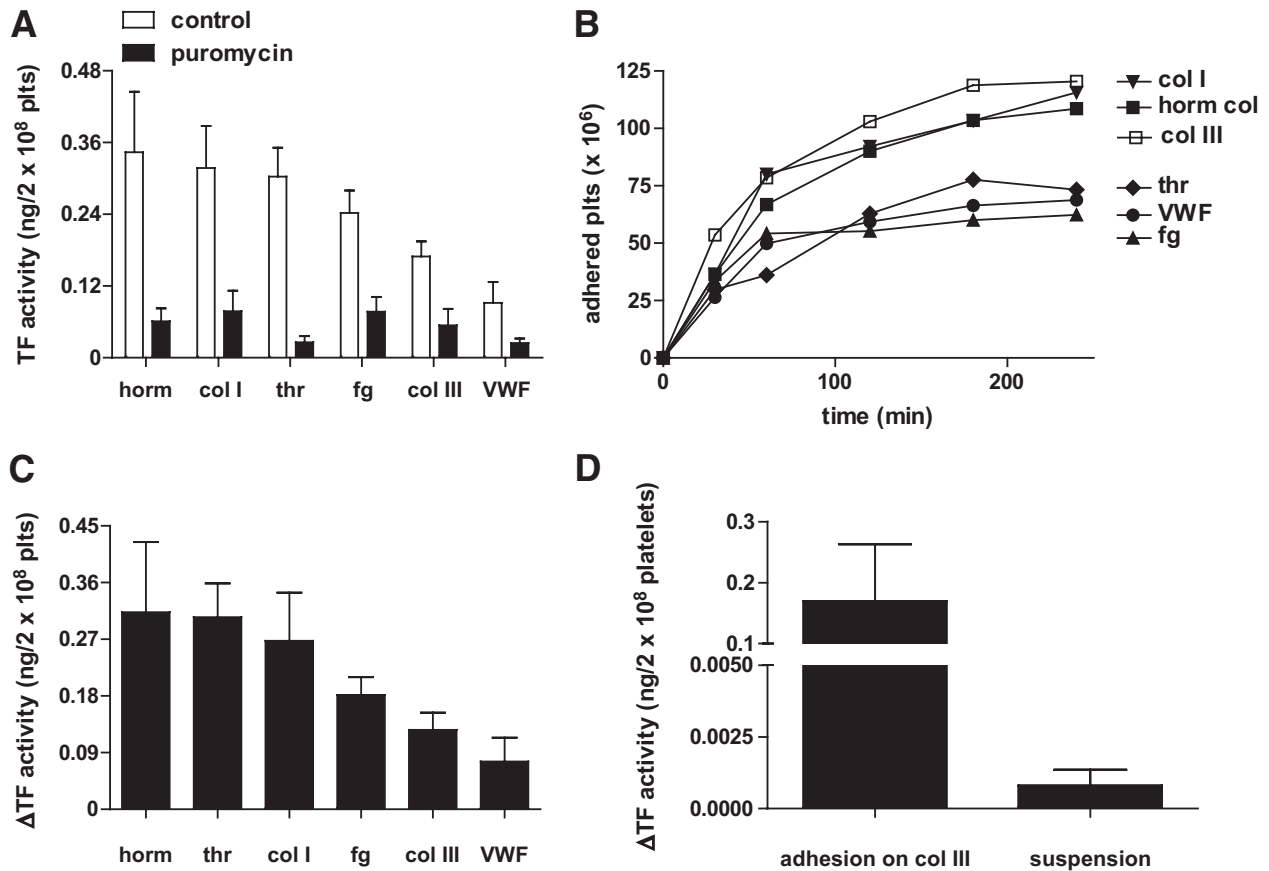 A
control
puromycin
TF activity (ng/2 x 10⁸ plts)
0.48
0.36
0.24
0.12
0
horm col I thr fg col III VWF
B
adhered plts (x 10⁶)
125
100
75
50
25
0
0 100 200
time (min)
col I
horm col
col III
thr
VWF
fg
C
ΔTF activity (ng/2 x 10⁸ plts)
0.45
0.36
0.27
0.18
0.09
0
horm thr col I fg col III VWF
D
ΔTF activity (ng/2 x 10⁸ platelets)
0.3
0.2
0.1
0.0050
0.0025
0.0000
adhesion on col III suspension